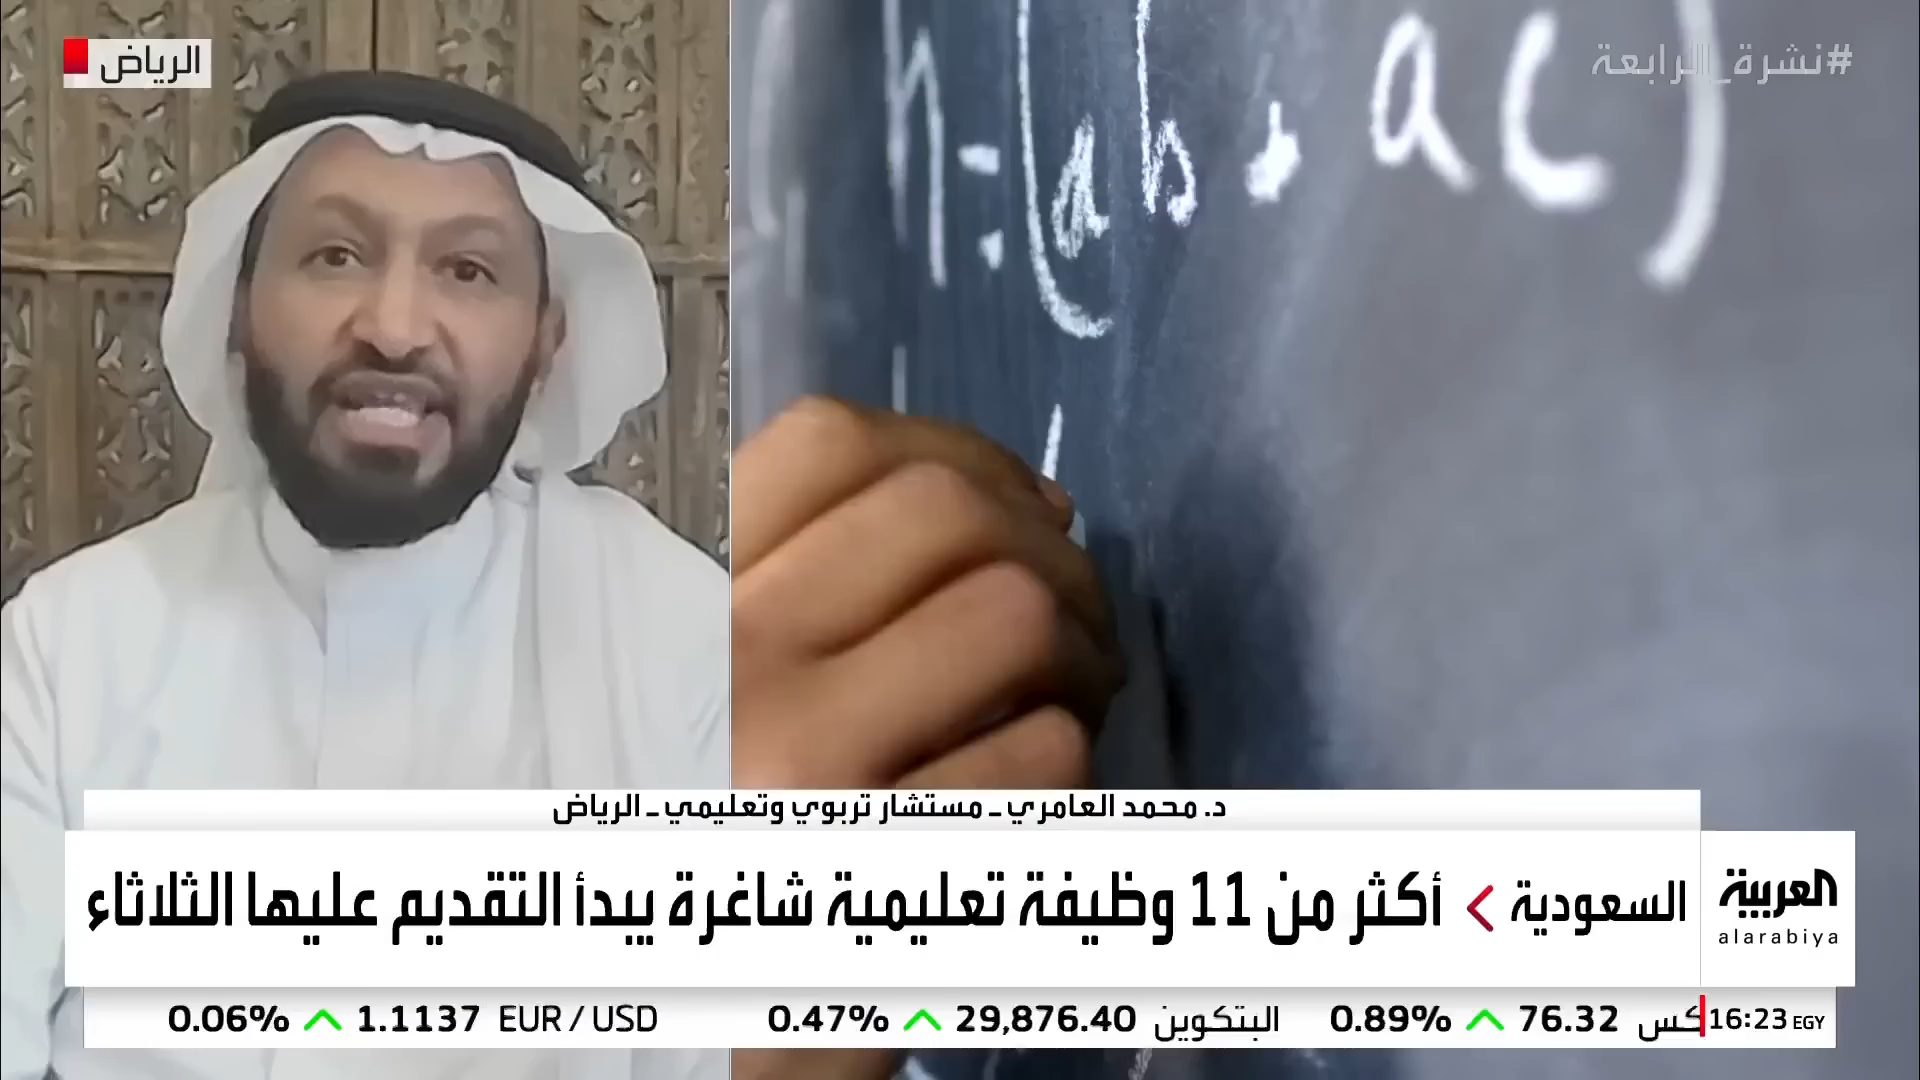 الرياض
#نشرة_الرابعة
h = (ab + ac)
د. محمد العامري - مستشار تربوي وتعليمي - الرياض
السعودية > أكثر من 11 وظيفة تعليمية شاغرة يبدأ التقديم عليها الثلاثاء
العربية
alarabiya
16:23 EGY
كس 76.32 0.89% البتكوين 29,876.40 0.47% EUR / USD 1.1137 0.06%